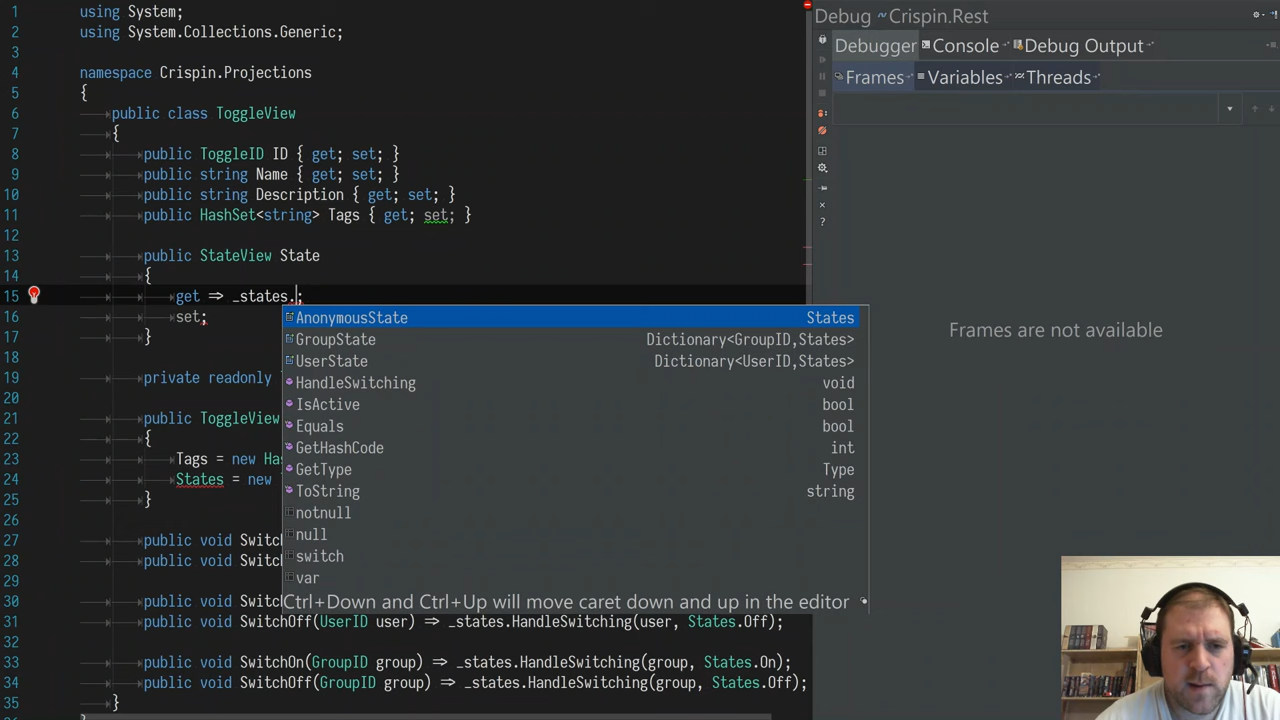 1 using System;
2 using System.Collections.Generic;
3
4 namespace Crispin.Projections
5 {
6 public class ToggleView
7 {
8 public ToggleID ID { get; set; }
9 public string Name { get; set; }
10 public string Description { get; set; }
11 public HashSet<string> Tags { get; set; }
12
13 public StateView State
14 {
15 get => _states.;
16 set;
17 }
18
19 private readonly
20
21 public ToggleView
22 {
23 Tags = new Has
24 States = new
25 }
26
27 public void Switc
28 public void Switc
30 public void Switc
31 public void SwitchOff(UserID user) => _states.HandleSwitching(user, States.Off);
32
33 public void SwitchOn(GroupID group) => _states.HandleSwitching(group, States.On);
34 public void SwitchOff(GroupID group) => _states.HandleSwitching(group, States.Off);
35 }
AnonymousState States
GroupState Dictionary<GroupID,States>
UserState Dictionary<UserID,States>
HandleSwitching void
IsActive bool
Equals bool
GetHashCode int
GetType Type
ToString string
notnull
null
switch
var
Ctrl+Down and Ctrl+Up will move caret down and up in the editor
Debug Crispin.Rest
Debugger Console Debug Output
Frames Variables Threads
Frames are not available